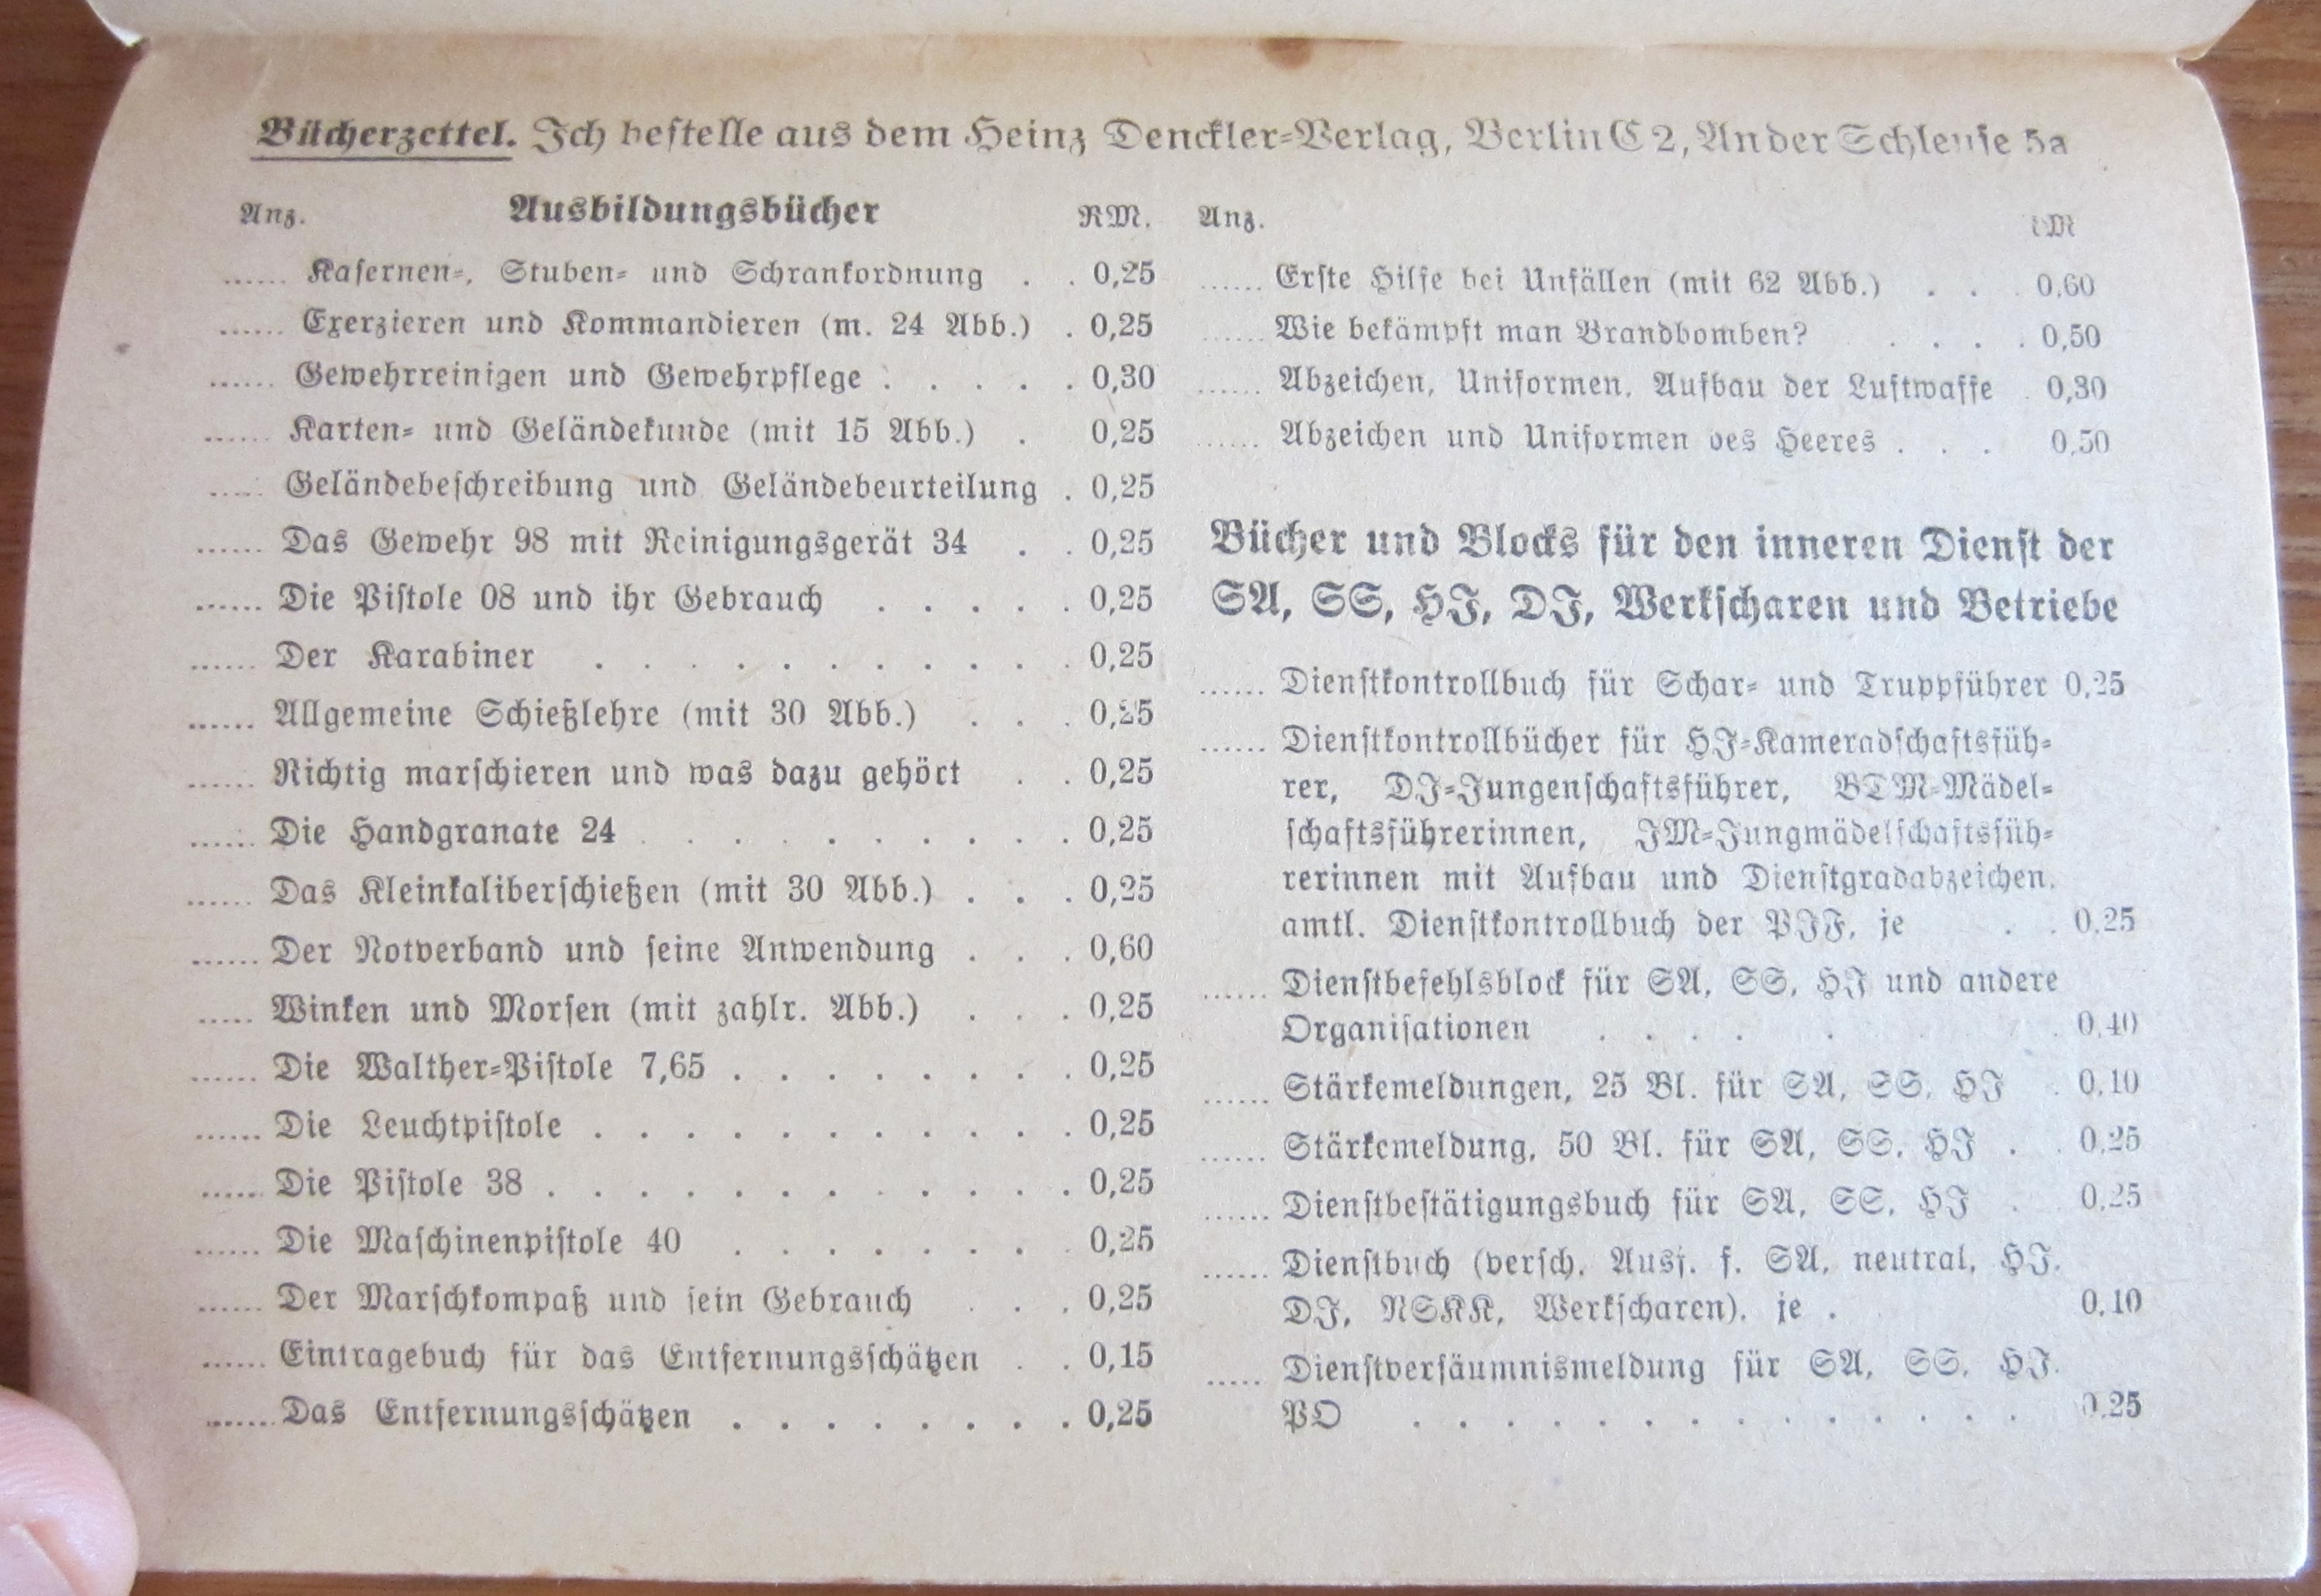 Bücherzettel. Ich bestelle aus dem Heinz Denckler-Verlag, Berlin C 2, An der Schleuse 5a
Anz. Ausbildungsbücher RM.
...... Kasernen-, Stuben- und Schrankordnung . . 0,25
...... Exerzieren und Kommandieren (m. 24 Abb.) . 0,25
...... Gewehrreinigen und Gewehrpflege . . . . . 0,30
...... Karten- und Geländekunde (mit 15 Abb.) . 0,25
...... Geländebeschreibung und Geländebeurteilung . 0,25
...... Das Gewehr 98 mit Reinigungsgerät 34 . . 0,25
...... Die Pistole 08 und ihr Gebrauch . . . . . 0,25
...... Der Karabiner . . . . . . . . . . 0,25
...... Allgemeine Schießlehre (mit 30 Abb.) . . . 0,25
...... Richtig marschieren und was dazu gehört . . 0,25
...... Die Handgranate 24 . . . . . . . . . 0,25
...... Das Kleinkaliberschießen (mit 30 Abb.) . . . 0,25
...... Der Notverband und seine Anwendung . . . 0,60
..... Winken und Morsen (mit zahlr. Abb.) . . . 0,25
...... Die Walther-Pistole 7,65 . . . . . . . . 0,25
...... Die Leuchtpistole . . . . . . . . . . . 0,25
...... Die Pistole 38 . . . . . . . . . . . . 0,25
...... Die Maschinenpistole 40 . . . . . . . . 0,25
...... Der Marschkompaß und sein Gebrauch . . . 0,25
...... Eintragebuch für das Entfernungsschätzen . . 0,15
...... Das Entfernungsschätzen . . . . . . . . 0,25
Anz. RM
...... Erste Hilfe bei Unfällen (mit 62 Abb.) . . . 0,60
...... Wie bekämpft man Brandbomben? . . . . 0,50
...... Abzeichen, Uniformen, Aufbau der Luftwaffe . 0,30
...... Abzeichen und Uniformen des Heeres . . . 0,50
Bücher und Blocks für den inneren Dienst der
SA, SS, HJ, DJ, Werkscharen und Betriebe
...... Dienstkontrollbuch für Schar- und Truppführer 0,25
...... Dienstkontrollbücher für HJ-Kameradschaftsfüh-
rer, DJ-Jungenschaftsführer, BDM-Mädel-
schaftsführerinnen, JM-Jungmädelschaftsfüh-
rerinnen mit Aufbau und Dienstgradabzeichen,
amtl. Dienstkontrollbuch der PJF, je . . 0,25
...... Dienstbefehlsblock für SA, SS, HJ und andere
Organisationen . . . . . . 0,40
...... Stärkemeldungen, 25 Bl. für SA, SS, HJ . 0,10
...... Stärkemeldung, 50 Bl. für SA, SS, HJ . . 0,25
...... Dienstbestätigungsbuch für SA, SS, HJ . 0,25
...... Dienstbuch (versch. Ausf. f. SA, neutral, HJ,
DJ, NSKK, Werkscharen), je . 0,10
..... Dienstversäumnismeldung für SA, SS, HJ,
PO . . . . . . . . . . . . . . 0,25